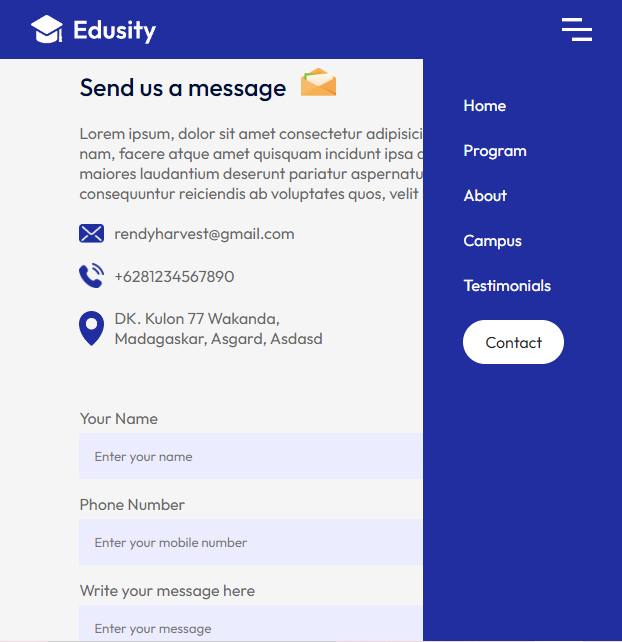 Edusity
Send us a message
Lorem ipsum, dolor sit amet consectetur adipisici
nam, facere atque amet quisquam incidunt ipsa
maiores laudantium deserunt pariatur aspernatu
consequuntur reiciendis ab voluptates quos, velit
rendyharvest@gmail.com
+6281234567890
DK. Kulon 77 Wakanda,
Madagaskar, Asgard, Asdasd
Your Name
Enter your name
Phone Number
Enter your mobile number
Write your message here
Enter your message
Home
Program
About
Campus
Testimonials
Contact